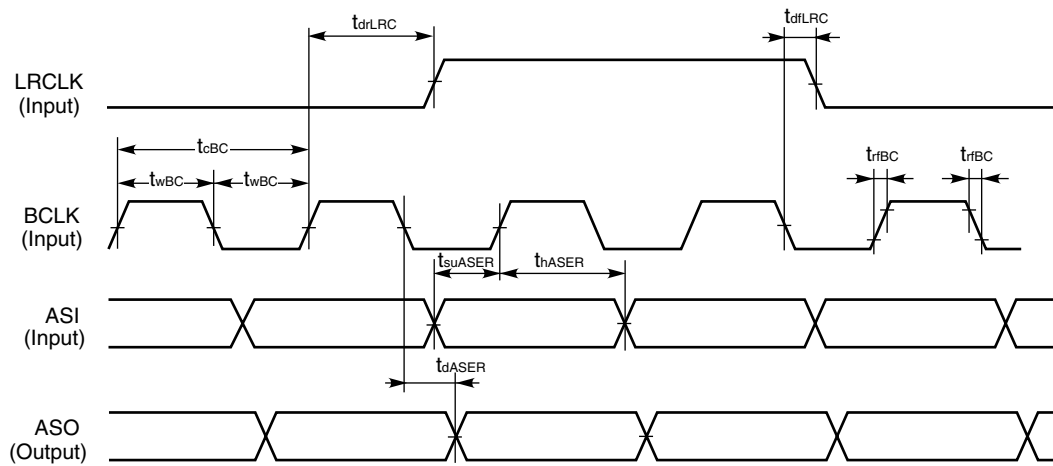 tdrLRC
tdfLRC
LRCLK
(Input)
tcBC
trfBC
trfBC
twBC
twBC
BCLK
(Input)
tsuASER
thASER
ASI
(Input)
tdASER
ASO
(Output)